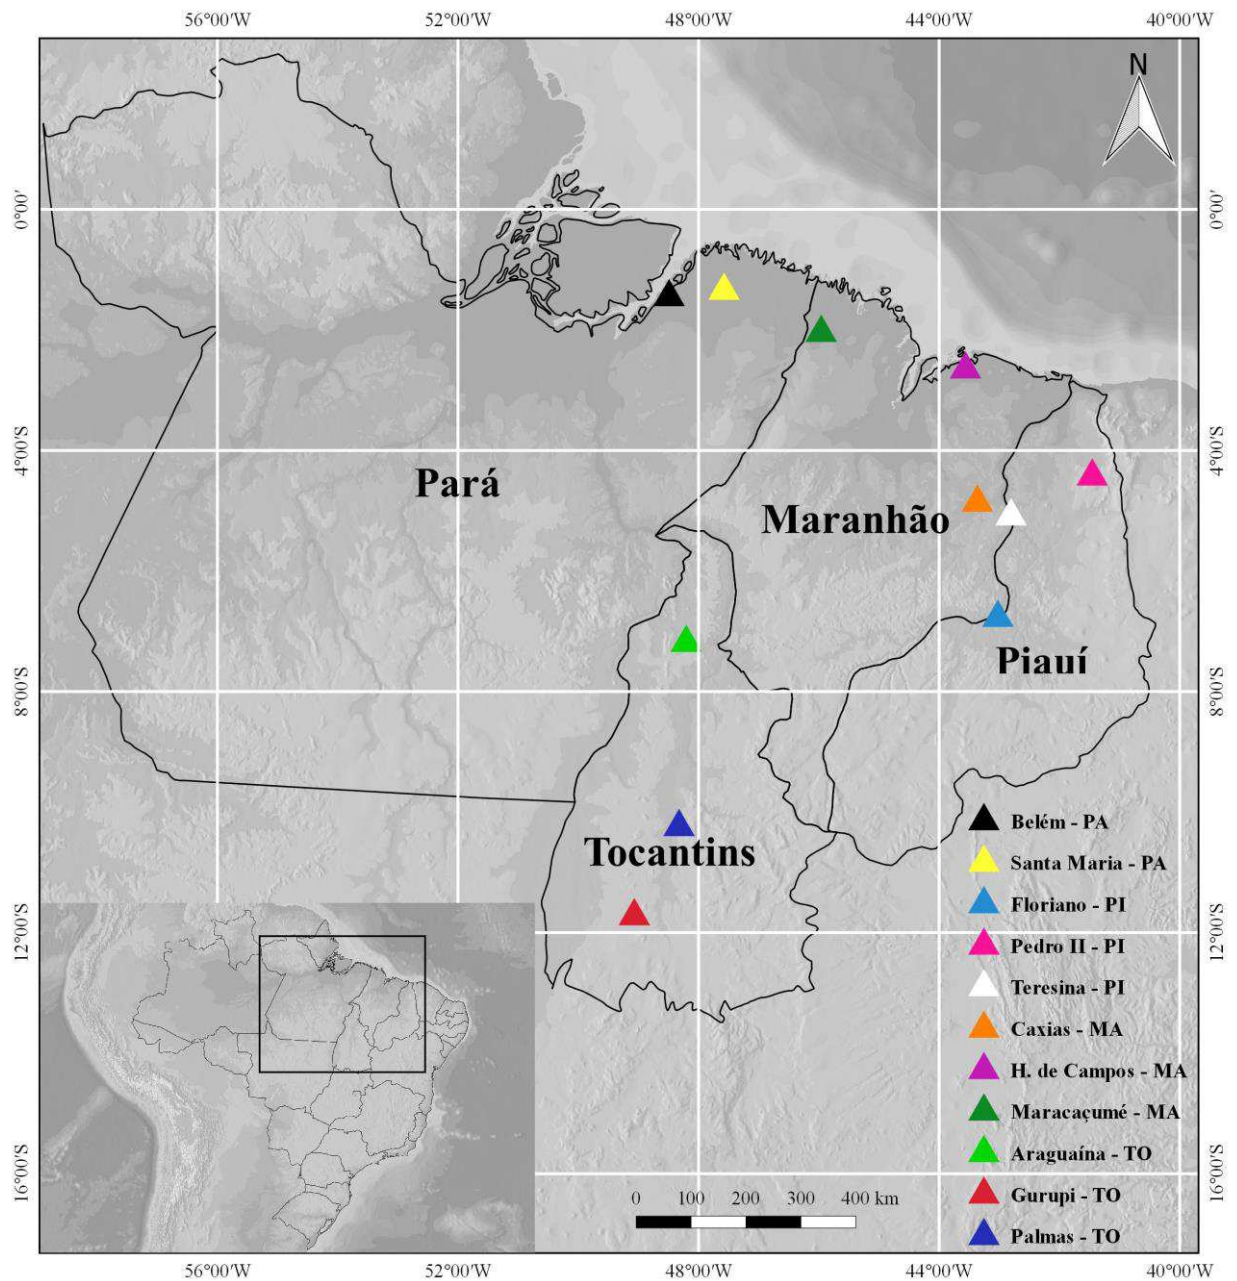 56°00'W 52°00'W 48°00'W 44°00'W 40°00'W
N
0°00' 0°00'
4°00'S 4°00'S
Pará
Maranhão
Piauí
8°00'S 8°00'S
Tocantins
Belém - PA
Santa Maria - PA
Floriano - PI
12°00'S 12°00'S
Pedro II - PI
Teresina - PI
Caxias - MA
H. de Campos - MA
Maracaçumé - MA
Araguaína - TO
16°00'S 16°00'S
Gurupi - TO
0 100 200 300 400 km
Palmas - TO
56°00'W 52°00'W 48°00'W 44°00'W 40°00'W